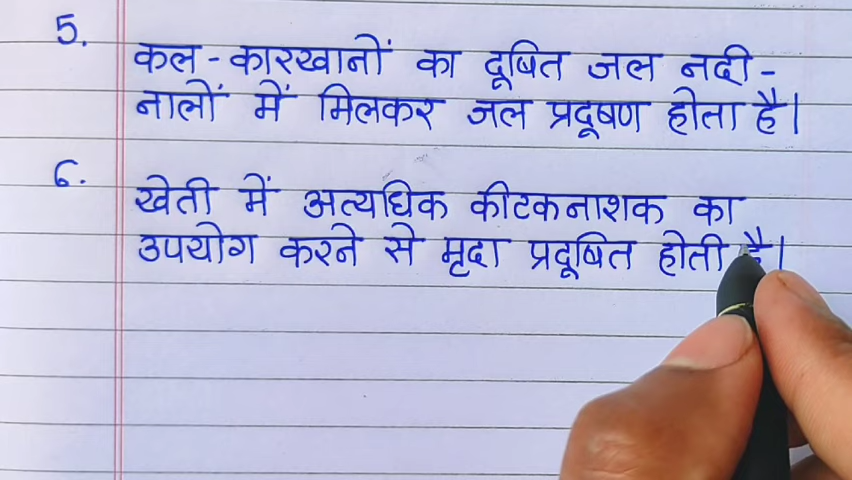 5. कल-कारखानों का दूषित जल नदी-
नालों में मिलकर जल प्रदूषण होता है।
6. खेती में अत्यधिक कीटकनाशक का
उपयोग करने से मृदा प्रदूषित होती है।